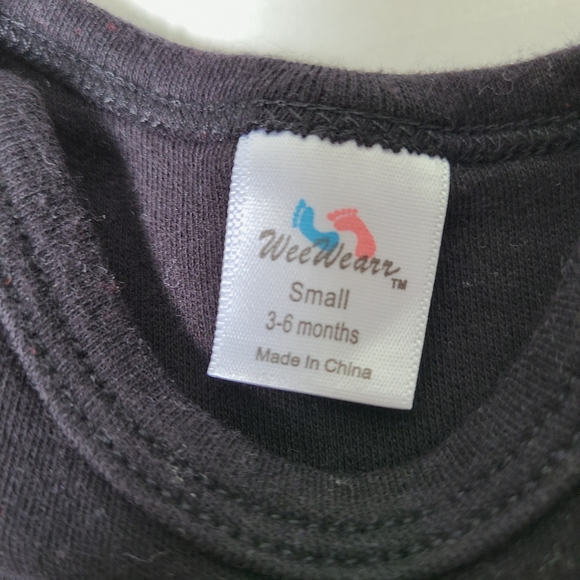 WeeWearr™
Small
3-6 months
Made In China